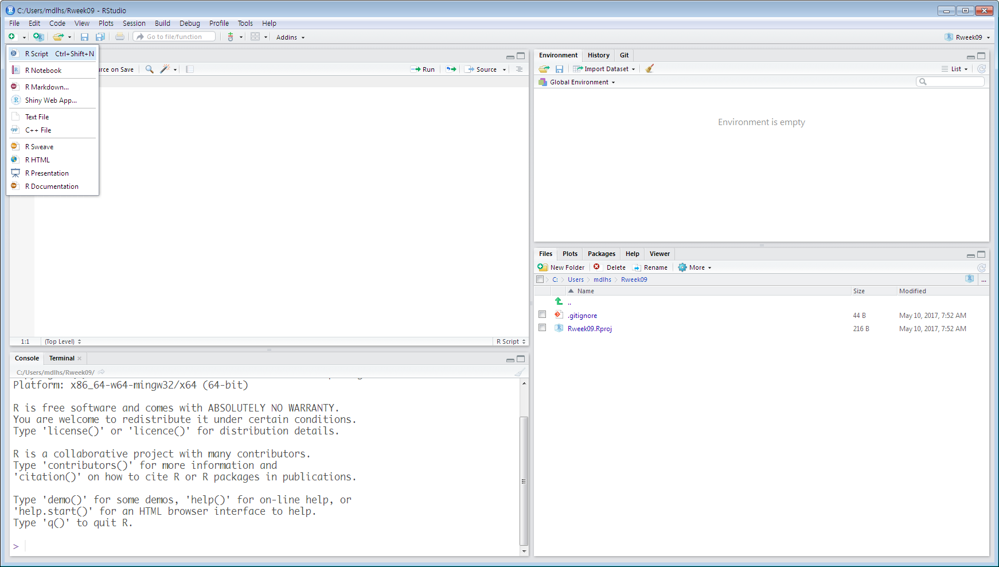 C:/Users/mdlhs/Rweek09 - RStudio
File Edit Code View Plots Session Build Debug Profile Tools Help
Go to file/function Addins Rweek09
R Script Ctrl+Shift+N
R Notebook
R Markdown...
Shiny Web App...
Text File
C++ File
R Sweave
R HTML
R Presentation
R Documentation
urce on Save Run Source
1:1 (Top Level) R Script
Console Terminal
C:/Users/mdlhs/Rweek09/
Platform: x86_64-w64-mingw32/x64 (64-bit)
R is free software and comes with ABSOLUTELY NO WARRANTY.
You are welcome to redistribute it under certain conditions.
Type 'license()' or 'licence()' for distribution details.
R is a collaborative project with many contributors.
Type 'contributors()' for more information and
'citation()' on how to cite R or R packages in publications.
Type 'demo()' for some demos, 'help()' for on-line help, or
'help.start()' for an HTML browser interface to help.
Type 'q()' to quit R.
>
Environment History Git
Import Dataset List
Global Environment
Environment is empty
Files Plots Packages Help Viewer
New Folder Delete Rename More
C: Users mdlhs Rweek09 ...
Name Size Modified
..
.gitignore 44 B May 10, 2017, 7:52 AM
Rweek09.Rproj 216 B May 10, 2017, 7:52 AM